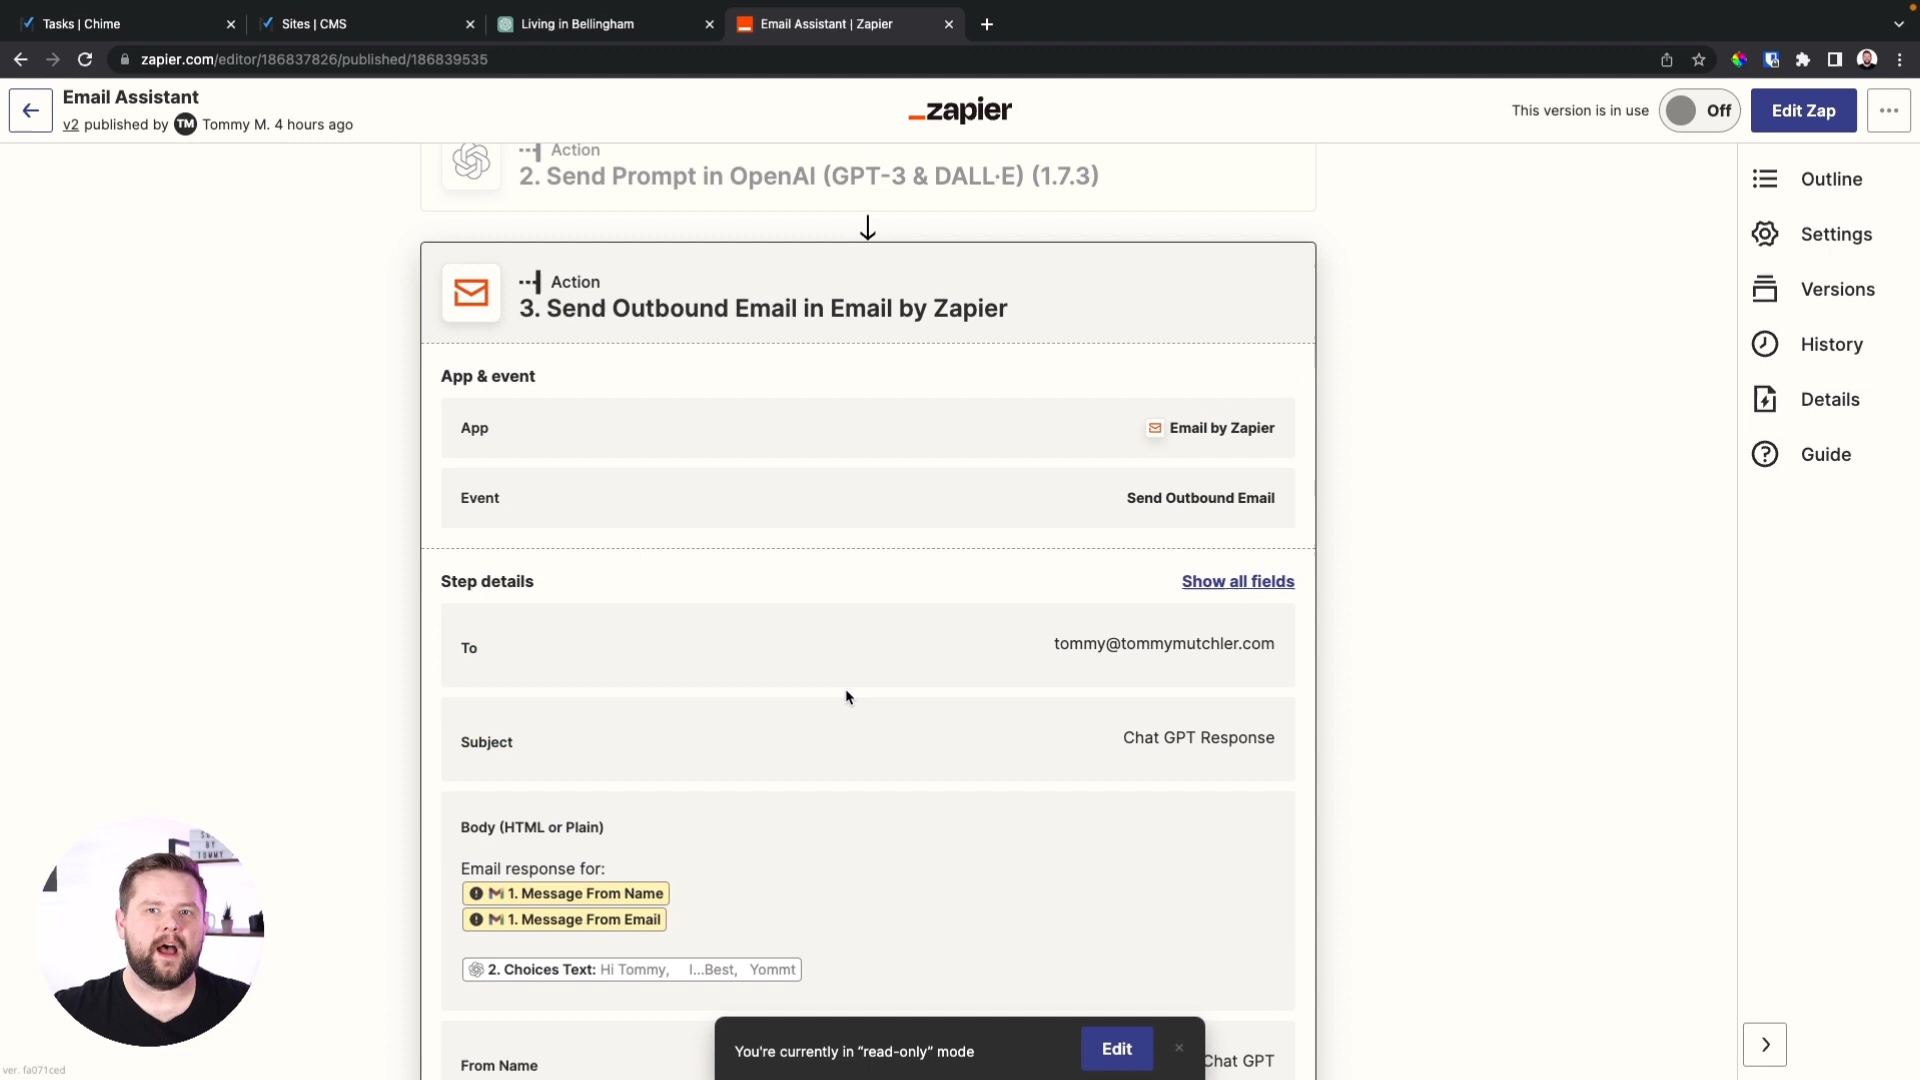 Tasks | Chime
Sites | CMS
Living in Bellingham
Email Assistant | Zapier
zapier.com/editor/186837826/published/186839535
Email Assistant
v2 published by TM Tommy M. 4 hours ago
_zapier
This version is in use
Off
Edit Zap
Action
2. Send Prompt in OpenAI (GPT-3 & DALL·E) (1.7.3)
Action
3. Send Outbound Email in Email by Zapier
App & event
App
Email by Zapier
Event
Send Outbound Email
Step details
Show all fields
To
tommy@tommymutchler.com
Subject
Chat GPT Response
Body (HTML or Plain)
Email response for:
1. Message From Name
1. Message From Email
2. Choices Text: Hi Tommy, I...Best, Yommt
From Name
Chat GPT
You're currently in “read-only” mode
Edit
Outline
Settings
Versions
History
Details
Guide
BY
TOMMY
ver. fa071ced